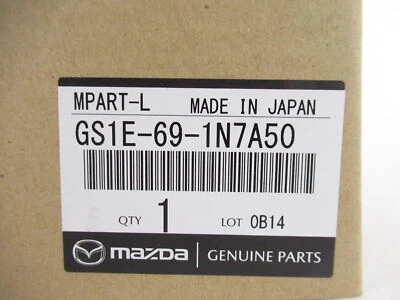 MPART-L MADE IN JAPAN
GS1E-69-1N7A50
QTY 1 LOT 0B14
mazda GENUINE PARTS